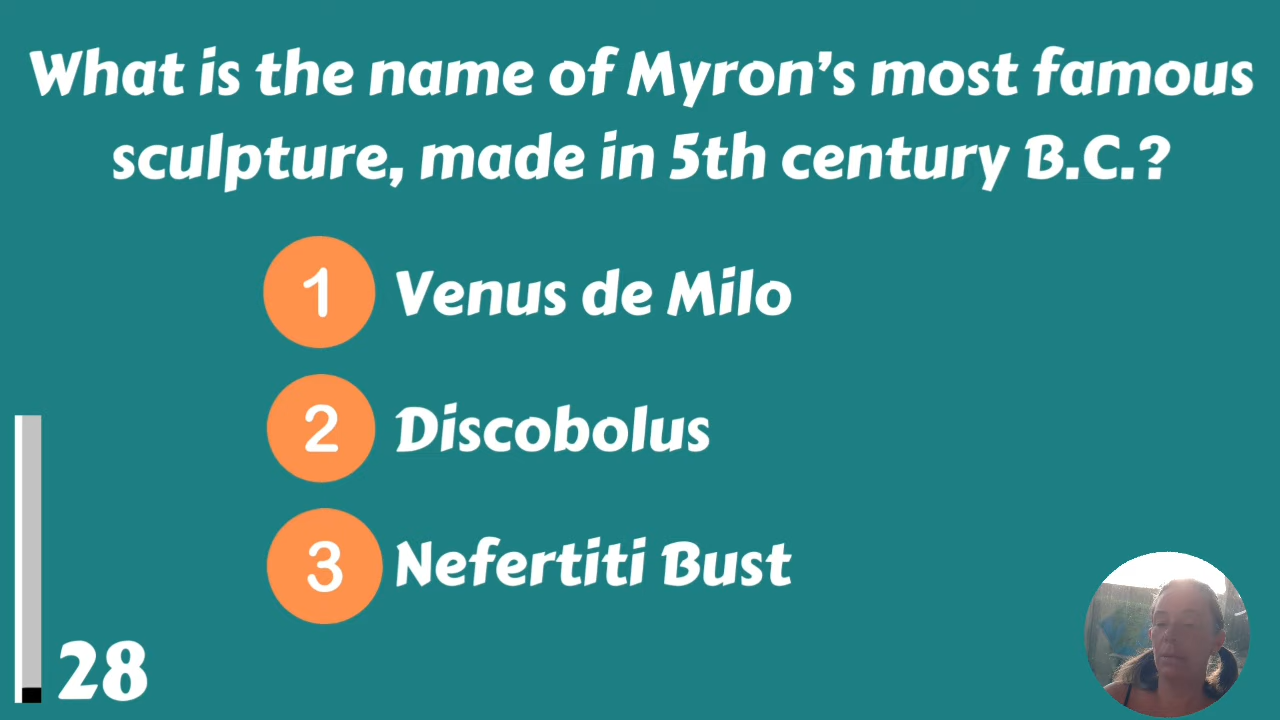 What is the name of Myron’s most famous
sculpture, made in 5th century B.C.?
1 Venus de Milo
2 Discobolus
3 Nefertiti Bust
28